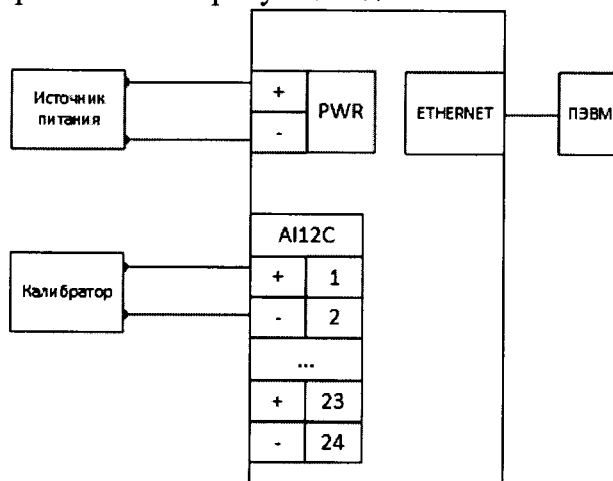 Источник
питания
+
-
PWR
ETHERNET
ПЭВМ
AI12C
Калибратор
+ 1
- 2
...
+ 23
- 24